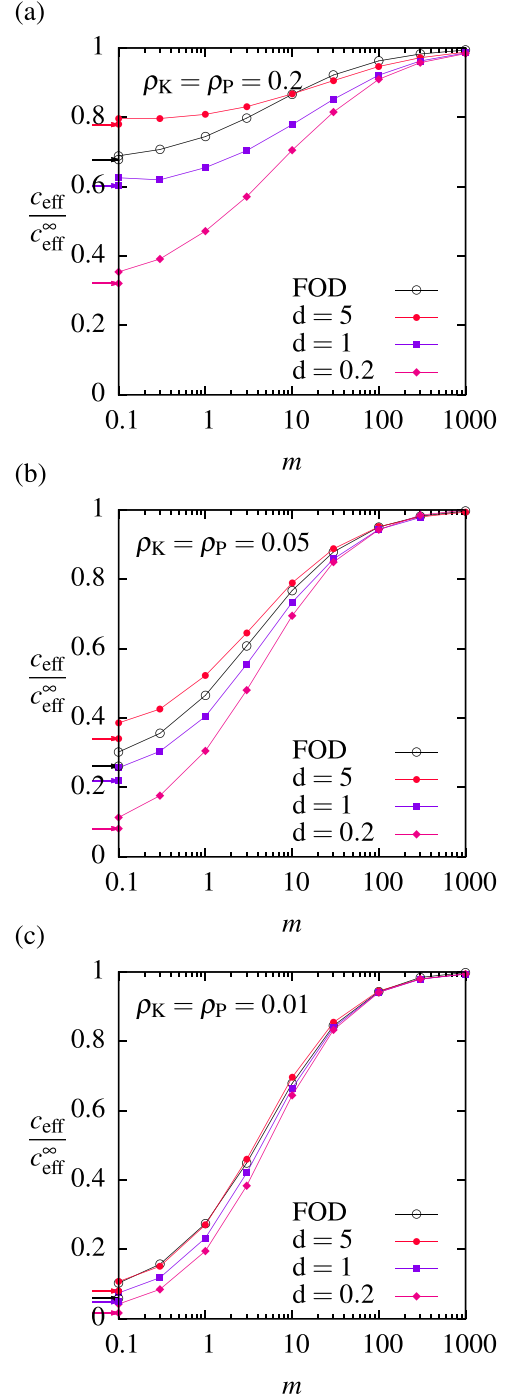 (a)
1
ρK = ρP = 0.2
0.8
0.6
ceff
c∞eff
0.4
FOD
d = 5
0.2
d = 1
d = 0.2
0
0.1 1 10 100 1000
m
(b)
1
ρK = ρP = 0.05
0.8
0.6
ceff
c∞eff
0.4
FOD
d = 5
0.2
d = 1
d = 0.2
0
0.1 1 10 100 1000
m
(c)
1
ρK = ρP = 0.01
0.8
0.6
ceff
c∞eff
0.4
FOD
d = 5
0.2
d = 1
d = 0.2
0
0.1 1 10 100 1000
m